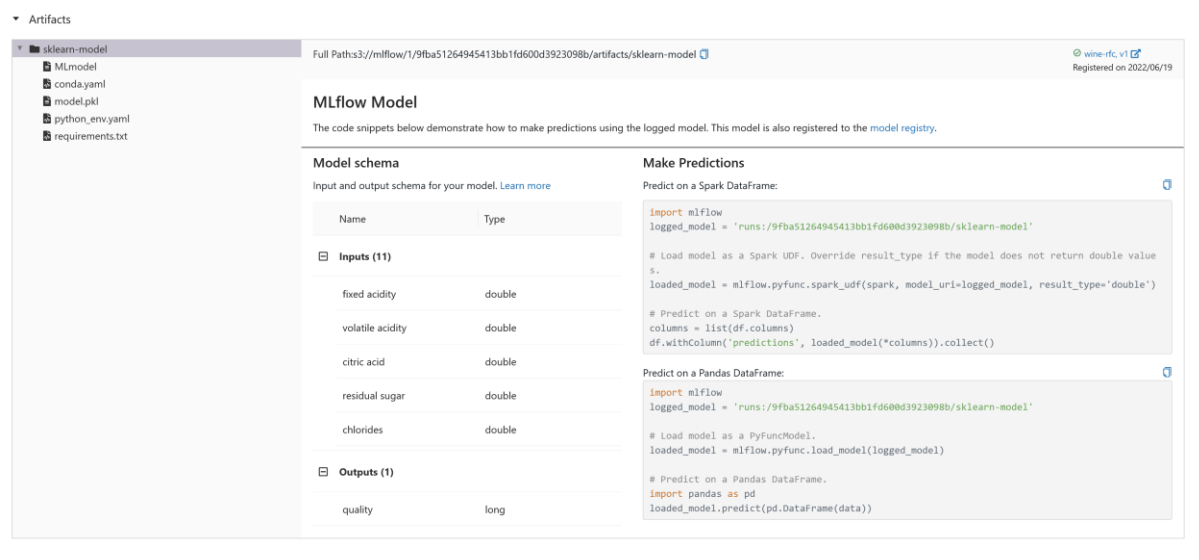 Artifacts
sklearn-model
MLmodel
conda.yaml
model.pkl
python_env.yaml
requirements.txt
Full Path:s3://mlflow/1/9fba51264945413bb1fd600d3923098b/artifacts/sklearn-model
wine-rfc, v1
Registered on 2022/06/19
MLflow Model
The code snippets below demonstrate how to make predictions using the logged model. This model is also registered to the model registry.
Model schema
Input and output schema for your model. Learn more
Name Type
Inputs (11)
fixed acidity double
volatile acidity double
citric acid double
residual sugar double
chlorides double
Outputs (1)
quality long
Make Predictions
Predict on a Spark DataFrame:
import mlflow
logged_model = 'runs:/9fba51264945413bb1fd600d3923098b/sklearn-model'
# Load model as a Spark UDF. Override result_type if the model does not return double value
s.
loaded_model = mlflow.pyfunc.spark_udf(spark, model_uri=logged_model, result_type='double')
# Predict on a Spark DataFrame.
columns = list(df.columns)
df.withColumn('predictions', loaded_model(*columns)).collect()
Predict on a Pandas DataFrame:
import mlflow
logged_model = 'runs:/9fba51264945413bb1fd600d3923098b/sklearn-model'
# Load model as a PyFuncModel.
loaded_model = mlflow.pyfunc.load_model(logged_model)
# Predict on a Pandas DataFrame.
import pandas as pd
loaded_model.predict(pd.DataFrame(data))